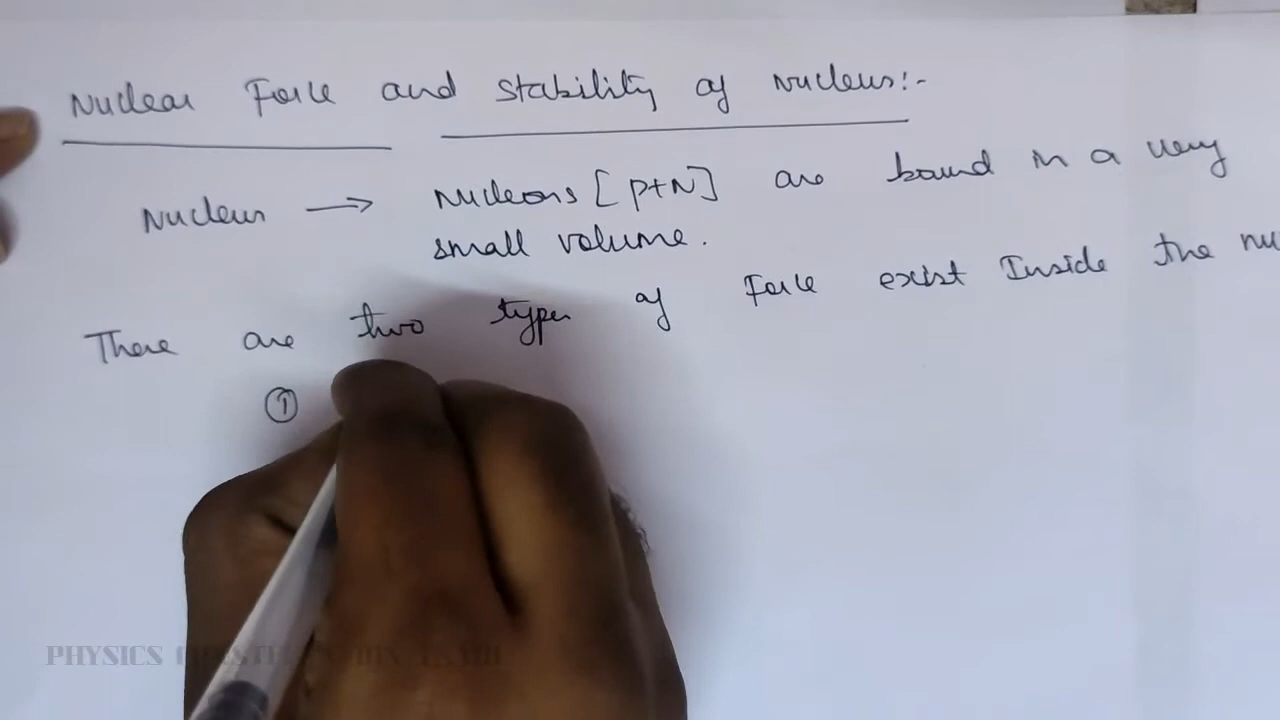 Nuclear Force and stability of Nucleus:-
Nucleus → Nucleons [P+N] are bound in a very
small volume.
There are two types of Force exist Inside the nu
①
PHYSICS